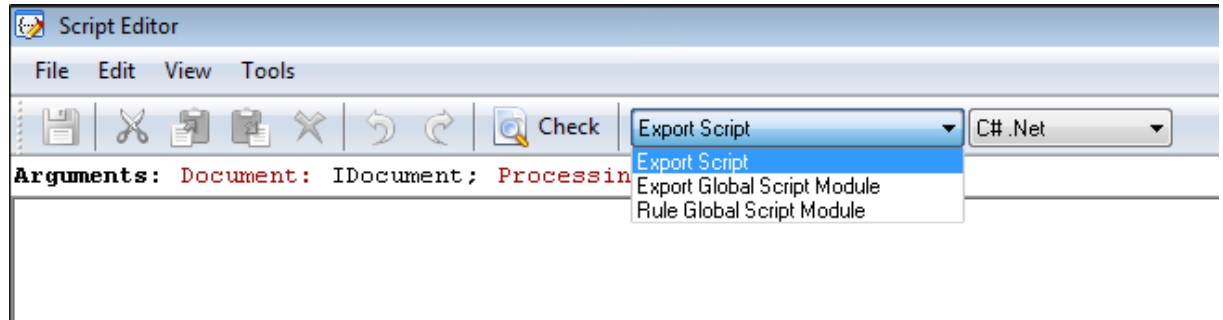 Script Editor
File Edit View Tools
Check Export Script C# .Net
Export Script
Arguments: Document: IDocument;
Export Global Script Module
Rule Global Script Module